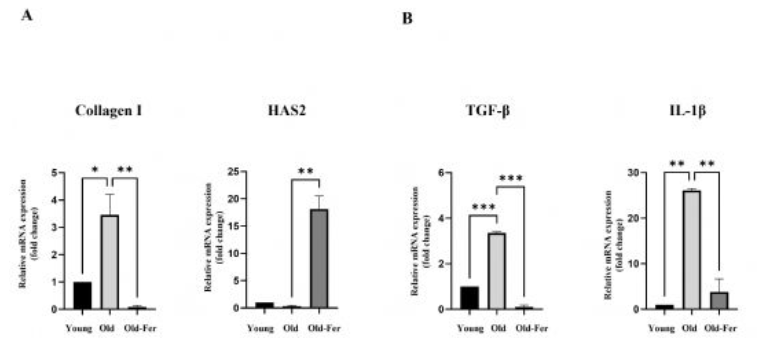 A
B
Collagen I
HAS2
TGF-β
IL-1β
Relative mRNA expression
(fold change)
5
4
3
2
1
0
*
**
Young Old Old-Fer
Relative mRNA expression
(fold change)
25
20
15
10
5
0
**
Young Old Old-Fer
Relative mRNA expression
(fold change)
6
4
2
0
***
***
Young Old Old-Fer
Relative mRNA expression
(fold change)
30
20
10
0
**
**
Young Old Old-Fer